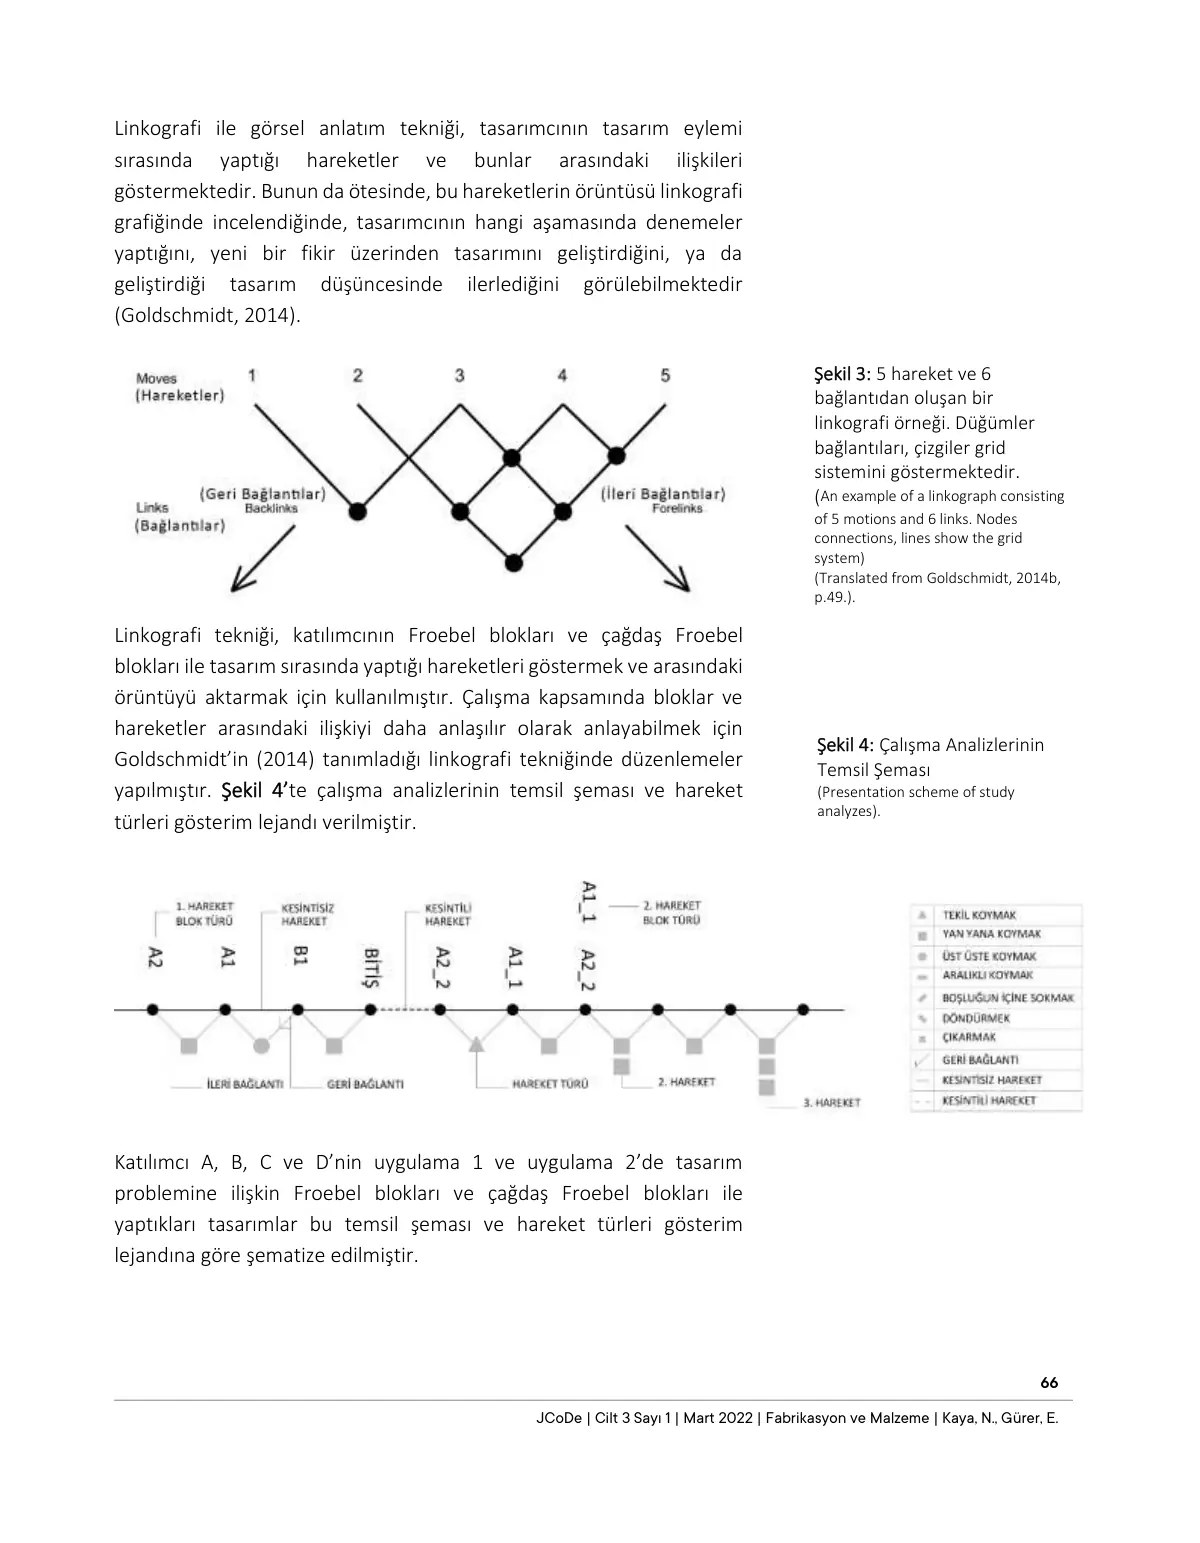 Linkografi ile görsel anlatım tekniği, tasarımcının tasarım eylemi
sırasında yaptığı hareketler ve bunlar arasındaki ilişkileri
göstermektedir. Bunun da ötesinde, bu hareketlerin örüntüsü linkografi
grafiğinde incelendiğinde, tasarımcının hangi aşamasında denemeler
yaptığını, yeni bir fikir üzerinden tasarımını geliştirdiğini, ya da
geliştirdiği tasarım düşüncesinde ilerlediğini görülebilmektedir
(Goldschmidt, 2014).
Moves 1 2 3 4 5
(Hareketler)
(Geri Bağlantılar) (İleri Bağlantılar)
Links Backlinks Forelinks
(Bağlantılar)
Şekil 3: 5 hareket ve 6
bağlantıdan oluşan bir
linkografi örneği. Düğümler
bağlantıları, çizgiler grid
sistemini göstermektedir.
(An example of a linkograph consisting
of 5 motions and 6 links. Nodes
connections, lines show the grid
system)
(Translated from Goldschmidt, 2014b,
p.49.).
Linkografi tekniği, katılımcının Froebel blokları ve çağdaş Froebel
blokları ile tasarım sırasında yaptığı hareketleri göstermek ve arasındaki
örüntüyü aktarmak için kullanılmıştır. Çalışma kapsamında bloklar ve
hareketler arasındaki ilişkiyi daha anlaşılır olarak anlayabilmek için
Goldschmidt’in (2014) tanımladığı linkografi tekniğinde düzenlemeler
yapılmıştır. Şekil 4’te çalışma analizlerinin temsil şeması ve hareket
türleri gösterim lejandı verilmiştir.
Şekil 4: Çalışma Analizlerinin
Temsil Şeması
(Presentation scheme of study
analyzes).
1. HAREKET
BLOK TÜRÜ
KESİNTİSİZ
HAREKET
KESİNTİLİ
HAREKET
A1_1
2. HAREKET
BLOK TÜRÜ
A2
A1
B1
BİTİŞ
A2_2
A1_1
A2_2
İLERİ BAĞLANTI
GERİ BAĞLANTI
HAREKET TÜRÜ
2. HAREKET
3. HAREKET
TEKİL KOYMAK
YAN YANA KOYMAK
ÜST ÜSTE KOYMAK
ARALIKLI KOYMAK
BOŞLUĞUN İÇİNE SOKMAK
DÖNDÜRMEK
ÇIKARMAK
GERİ BAĞLANTI
KESİNTİSİZ HAREKET
KESİNTİLİ HAREKET
Katılımcı A, B, C ve D’nin uygulama 1 ve uygulama 2’de tasarım
problemine ilişkin Froebel blokları ve çağdaş Froebel blokları ile
yaptıkları tasarımlar bu temsil şeması ve hareket türleri gösterim
lejandına göre şematize edilmiştir.
66
JCoDe | Cilt 3 Sayı 1 | Mart 2022 | Fabrikasyon ve Malzeme | Kaya, N., Gürer, E.